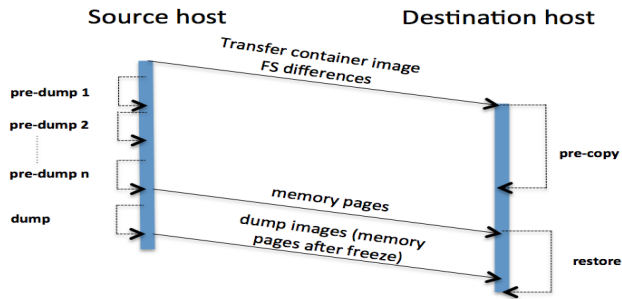 Source host
Destination host
Transfer container image
FS differences
pre-dump 1
pre-dump 2
pre-copy
pre-dump n
memory pages
dump
dump images (memory
pages after freeze)
restore